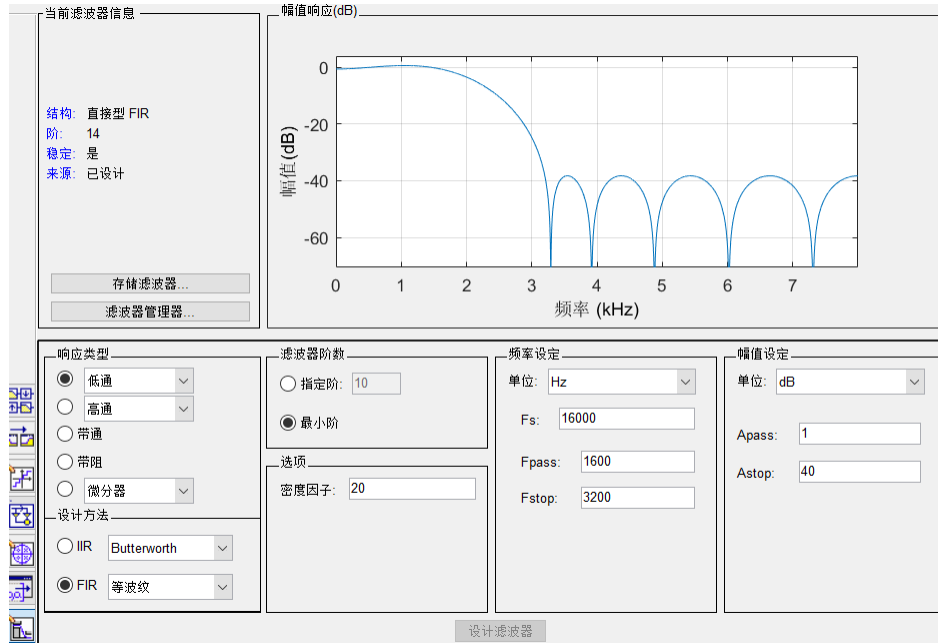 当前滤波器信息
结构: 直接型 FIR
阶: 14
稳定: 是
来源: 已设计
存储滤波器...
滤波器管理器...
幅值响应(dB)
0
-20
-40
-60
幅值(dB)
0 1 2 3 4 5 6 7
频率 (kHz)
响应类型
低通
高通
带通
带阻
微分器
设计方法
IIR Butterworth
FIR 等波纹
滤波器阶数
指定阶: 10
最小阶
选项
密度因子: 20
频率设定
单位: Hz
Fs: 16000
Fpass: 1600
Fstop: 3200
幅值设定
单位: dB
Apass: 1
Astop: 40
设计滤波器